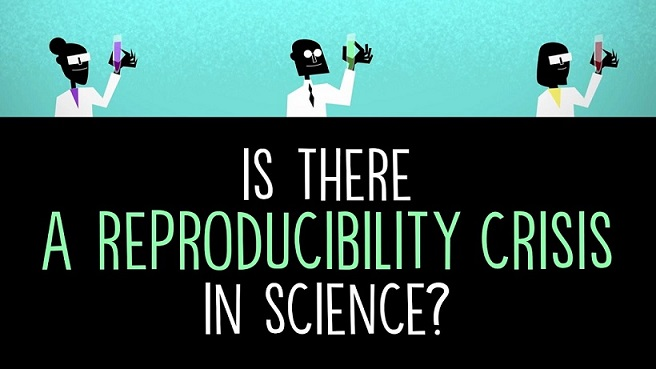 IS THERE
A REPRODUCIBILITY CRISIS
IN SCIENCE?